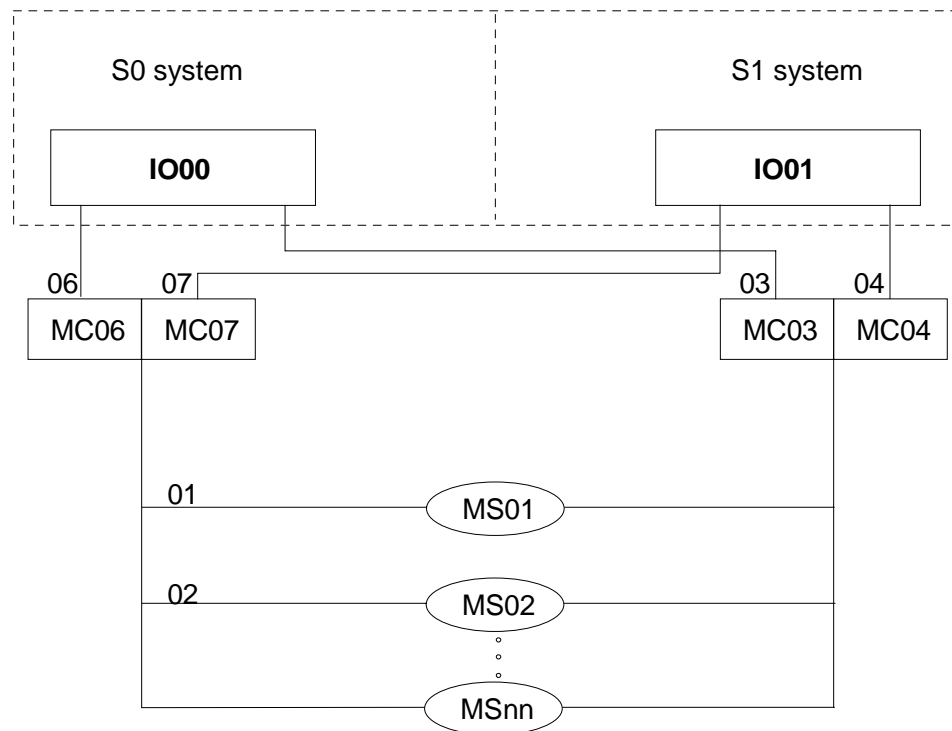 S0 system
S1 system
IO00
IO01
06
07
03
04
MC06
MC07
MC03
MC04
01
MS01
02
MS02
MSnn